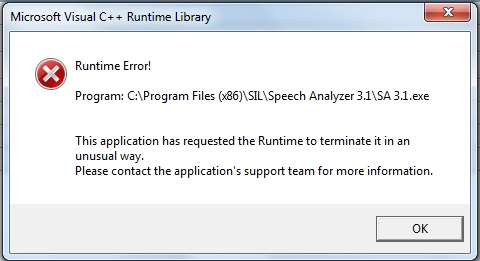 Microsoft Visual C++ Runtime Library
Runtime Error!
Program: C:\Program Files (x86)\SIL\Speech Analyzer 3.1\SA 3.1.exe
This application has requested the Runtime to terminate it in an
unusual way.
Please contact the application's support team for more information.
OK